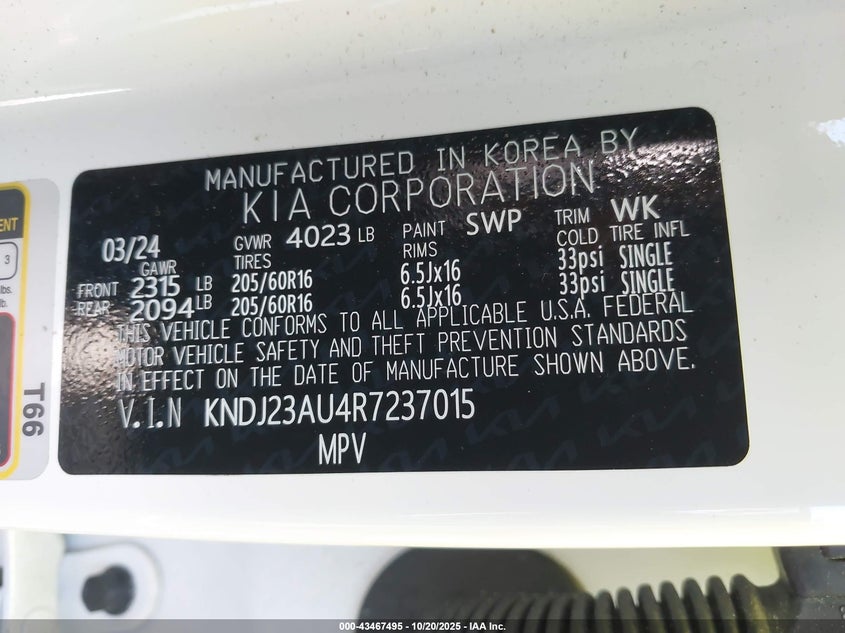 MANUFACTURED IN KOREA BY
KIA CORPORATION
03/24 GVWR 4023 LB PAINT SWP TRIM WK
GAWR TIRES RIMS COLD TIRE INFL
FRONT 2315 LB 205/60R16 6.5Jx16 33psi SINGLE
REAR 2094 LB 205/60R16 6.5Jx16 33psi SINGLE
THIS VEHICLE CONFORMS TO ALL APPLICABLE U.S.A. FEDERAL
MOTOR VEHICLE SAFETY AND THEFT PREVENTION STANDARDS
IN EFFECT ON THE DATE OF MANUFACTURE SHOWN ABOVE.
V.I.N KNDJ23AU4R7237015
MPV
3
T66
000-43467495 - 10/20/2025 - IAA Inc.